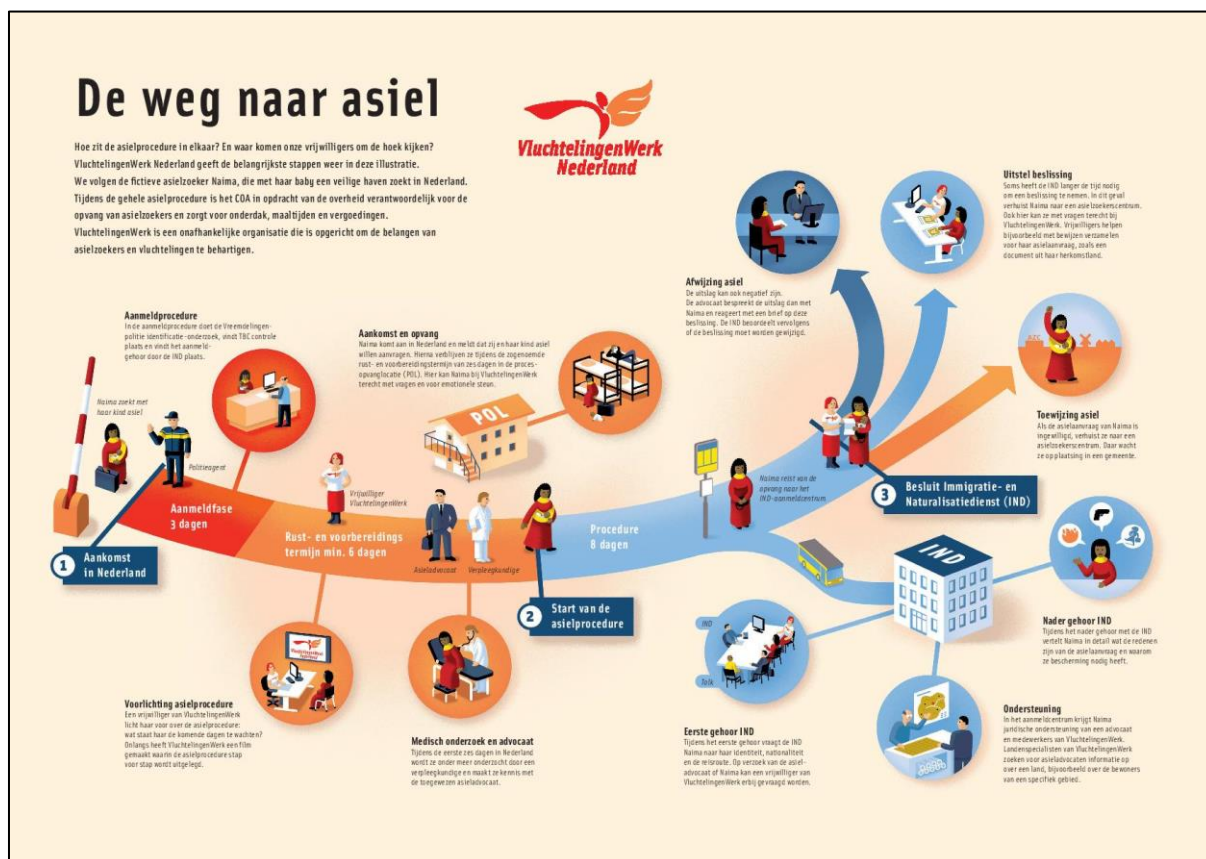 De weg naar asiel
VluchtelingenWerk
Nederland
Hoe zit de asielprocedure in elkaar? En waar komen onze vrijwilligers om de hoek kijken?
VluchtelingenWerk Nederland geeft de belangrijkste stappen weer in deze illustratie.
We volgen de fictieve asielzoeker Naima, die met haar baby een veilige haven zoekt in Nederland.
Tijdens de gehele asielprocedure is het COA in opdracht van de overheid verantwoordelijk voor de
opvang van asielzoekers en zorgt voor onderdak, maaltijden en vergoedingen.
VluchtelingenWerk is een onafhankelijke organisatie die is opgericht om de belangen van
asielzoekers en vluchtelingen te behartigen.
Uitstel beslissing
Soms heeft de IND langer de tijd nodig
om een beslissing te nemen. In dit geval
verhuist Naima naar een asielzoekerscentrum.
Ook hier kan ze met vragen terecht bij
VluchtelingenWerk. Vrijwilligers helpen
bijvoorbeeld met bewijzen verzamelen
voor haar asielaanvraag, zoals een
document uit haar herkomstland.
Afwijzing asiel
De uitslag kan ook negatief zijn.
De advocaat bespreekt de uitslag dan met
Naima en reageert met een brief op deze
beslissing. De IND beoordeelt vervolgens
of de beslissing moet worden gewijzigd.
Aanmeldprocedure
In de aanmeldprocedure doet de Vreemdelingen-
politie identificatie-onderzoek, vindt TBC controle
plaats en vindt het aanmeld-
gehoor door de IND plaats.
Aankomst en opvang
Naima komt aan in Nederland en meldt dat zij en haar kind asiel
willen aanvragen. Hierna verblijven ze tijdens de zogenoemde
rust- en voorbereidingstermijn van zes dagen in de proces-
opvanglocatie (POL). Hier kan Naima bij VluchtelingenWerk
terecht met vragen en voor emotionele steun.
AZC
Toewijzing asiel
Als de asielaanvraag van Naima is
ingewilligd, verhuist ze naar een
asielzoekerscentrum. Daar wacht
ze op plaatsing in een gemeente.
Naima zoekt met
haar kind asiel
Politieagent
POL
Vrijwilliger
VluchtelingenWerk
Naima reist van de
opvang naar het
IND-aanmeldcentrum
3 Besluit Immigratie- en
Naturalisatiedienst (IND)
Aanmeldfase
3 dagen
Rust- en voorbereidings
termijn min. 6 dagen
Procedure
8 dagen
1 Aankomst
in Nederland
Asieladvocaat
Verpleegkundige
2 Start van de
asielprocedure
IND
IND
Tolk
Nader gehoor IND
Tijdens het nader gehoor met de IND
vertelt Naima in detail wat de redenen
zijn van de asielaanvraag en waarom
ze bescherming nodig heeft.
VluchtelingenWerk
Nederland
Voorlichting asielprocedure
Een vrijwilliger van VluchtelingenWerk
licht haar voor over de asielprocedure:
wat staat haar de komende dagen te wachten?
Onlangs heeft VluchtelingenWerk een film
gemaakt waarin de asielprocedure stap
voor stap wordt uitgelegd.
Medisch onderzoek en advocaat
Tijdens de eerste zes dagen in Nederland
wordt ze onder meer onderzocht door een
verpleegkundige en maakt ze kennis met
de toegewezen asieladvocaat.
Eerste gehoor IND
Tijdens het eerste gehoor vraagt de IND
Naima naar haar identiteit, nationaliteit
en de reisroute. Op verzoek van de asiel-
advocaat of Naima kan een vrijwilliger van
VluchtelingenWerk erbij gevraagd worden.
Ondersteuning
In het aanmeldcentrum krijgt Naima
juridische ondersteuning van een advocaat
en medewerkers van VluchtelingenWerk.
Landenspecialisten van VluchtelingenWerk
zoeken voor asieladvocaten informatie op
over een land, bijvoorbeeld over de bewoners
van een specifiek gebied.